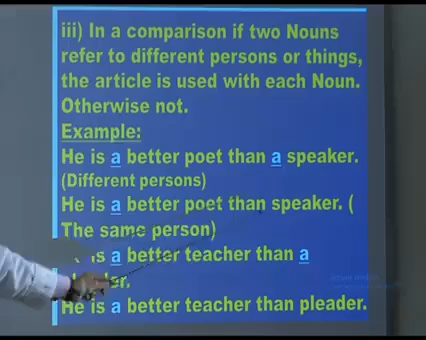 iii) In a comparison if two Nouns
refer to different persons or things,
the article is used with each Noun.
Otherwise not.
Example:
He is a better poet than a speaker.
(Different persons)
He is a better poet than speaker. (
The same person)
is a better teacher than a
He is a better teacher than pleader.